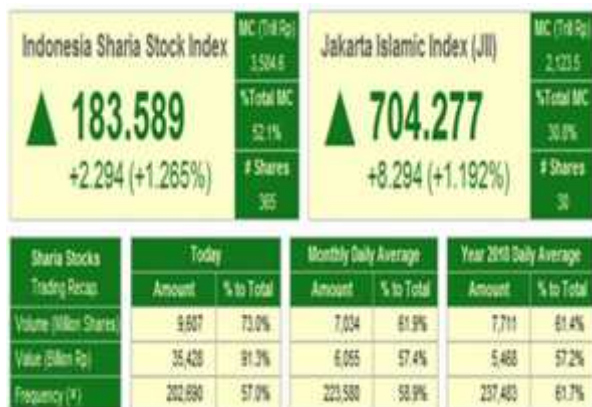 Indonesia Sharia Stock Index
183.589
+2.294 (+1.265%)
MC (Trill Rp)
3,584.6
%Total MC
52.1%
# Shares
365
Jakarta Islamic Index (JII)
704.277
+8.294 (+1.192%)
MC (Trill Rp)
2,123.5
%Total MC
30.8%
# Shares
30
Sharia Stocks Trading Recap.
Today
Monthly Daily Average
Year 2010 Daily Average
Amount % to Total Amount % to Total Amount % to Total
Volume (Million Shares) 9,607 73.0% 7,034 61.9% 7,711 61.4%
Value (Billion Rp) 35,428 91.3% 6,055 57.4% 5,468 57.2%
Frequency (×) 202,690 57.0% 223,580 58.9% 237,483 61.7%